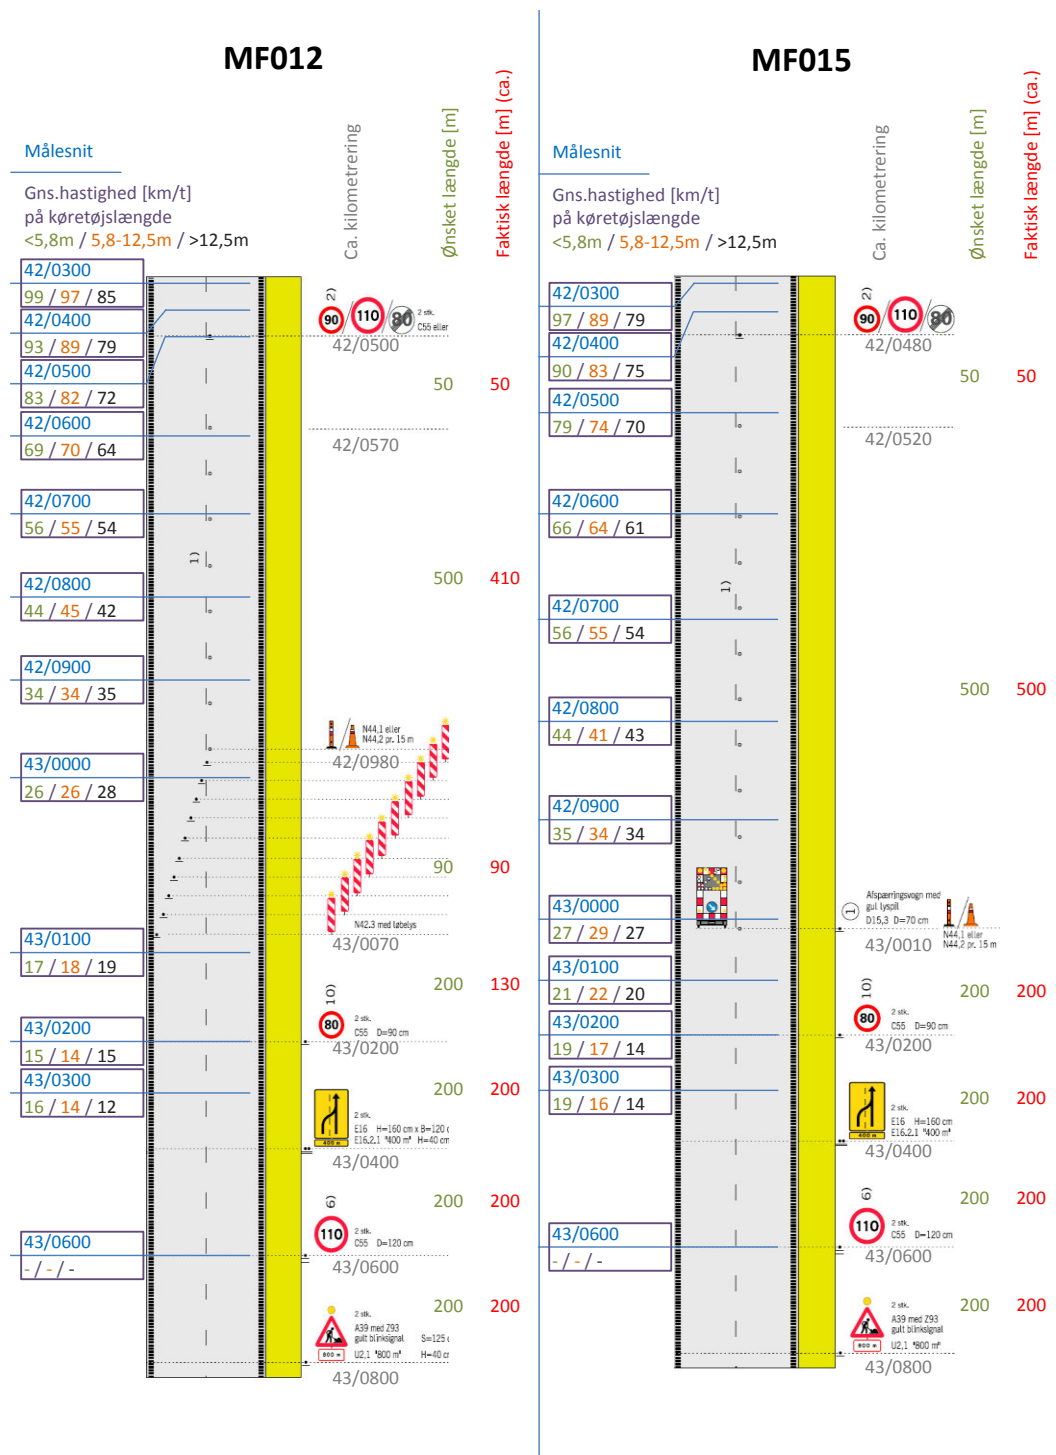 MF012
Målesnit
Gns.hastighed [km/t]
på køretøjslængde
<5,8m / 5,8-12,5m / >12,5m
Ca. kilometrering
Ønsket længde [m]
Faktisk længde [m] (ca.)
42/0300
99 / 97 / 85
42/0400
93 / 89 / 79
42/0500
83 / 82 / 72
42/0600
69 / 70 / 64
42/0700
56 / 55 / 54
42/0800
44 / 45 / 42
42/0900
34 / 34 / 35
43/0000
26 / 26 / 28
43/0100
17 / 18 / 19
43/0200
15 / 14 / 15
43/0300
16 / 14 / 12
43/0600
- / - / -
1)
2)
90 / 110 / 80
2 stk.
C55 eller
42/0500
50 50
42/0570
500 410
N44,1 eller
N44,2 pr. 15 m
42/0980
90 90
N42.3 med løbelys
43/0070
200 130
10)
80
2 stk.
C55 D=90 cm
43/0200
200 200
400 m
2 stk.
E16 H=160 cm x B=120 c
E16.2.1 "400 m" H=40 cm
43/0400
200 200
6)
110
2 stk.
C55 D=120 cm
43/0600
200 200
800 m
2 stk.
A39 med Z93
gult blinksignal S=125 c
U2,1 "800 m" H=40 cm
43/0800
MF015
Målesnit
Gns.hastighed [km/t]
på køretøjslængde
<5,8m / 5,8-12,5m / >12,5m
Ca. kilometrering
Ønsket længde [m]
Faktisk længde [m] (ca.)
42/0300
97 / 89 / 79
42/0400
90 / 83 / 75
42/0500
79 / 74 / 70
42/0600
66 / 64 / 61
42/0700
56 / 55 / 54
42/0800
44 / 41 / 43
42/0900
35 / 34 / 34
43/0000
27 / 29 / 27
43/0100
21 / 22 / 20
43/0200
19 / 17 / 14
43/0300
19 / 16 / 14
43/0600
- / - / -
1)
2)
90 / 110 / 80
42/0480
50 50
42/0520
500 500
1
Afspærringsvogn med
gul lyspil
D15,3 D=70 cm
N44,1 eller
N44,2 pr. 15 m
43/0010
200 200
10)
80
2 stk.
C55 D=90 cm
43/0200
200 200
400 m
2 stk.
E16 H=160 cm
E16.2.1 "400 m"
43/0400
200 200
6)
110
2 stk.
C55 D=120 cm
43/0600
200 200
800 m
2 stk.
A39 med Z93
gult blinksignal
U2,1 "800 m"
43/0800